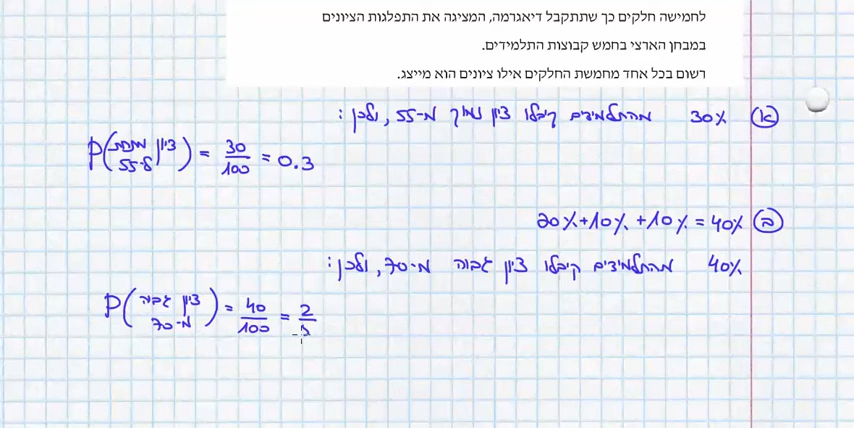 לחמישה חלקים כך שתתקבל דיאגרמה, המציגה את התפלגות הציונים
במבחן הארצי בחמש קבוצות התלמידים.
רשום בכל אחד מחמשת החלקים אילו ציונים הוא מייצג.
א) 30% מהתלמידים קיבלו ציון נמוך מ-55, ולכן:
P(ציון מתחת ל-55) = 30/100 = 0.3
ב) 20% + 10% + 10% = 40%
40% מהתלמידים קיבלו ציון גבוה מ-70, ולכן:
P(ציון גבוה מ-70) = 40/100 = 2/